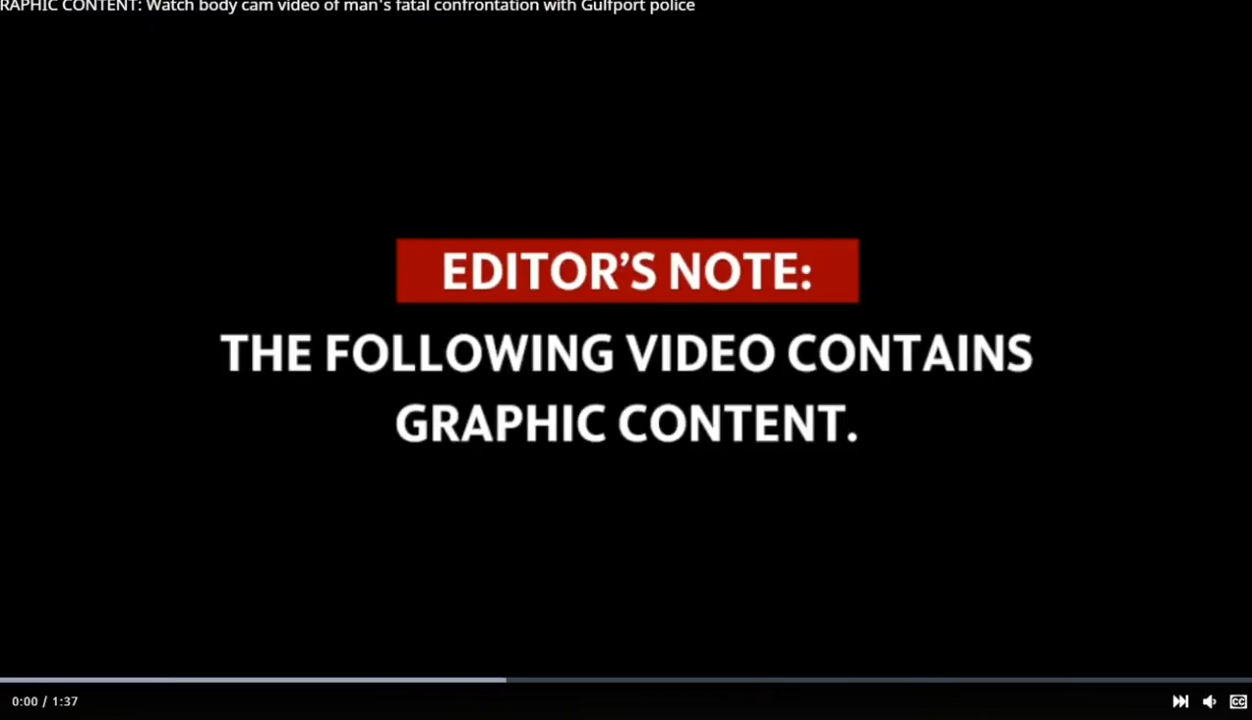 RAPHIC CONTENT: Watch body cam video of man's fatal confrontation with Gulfport police
EDITOR'S NOTE:
THE FOLLOWING VIDEO CONTAINS
GRAPHIC CONTENT.
0:00 / 1:37
CC